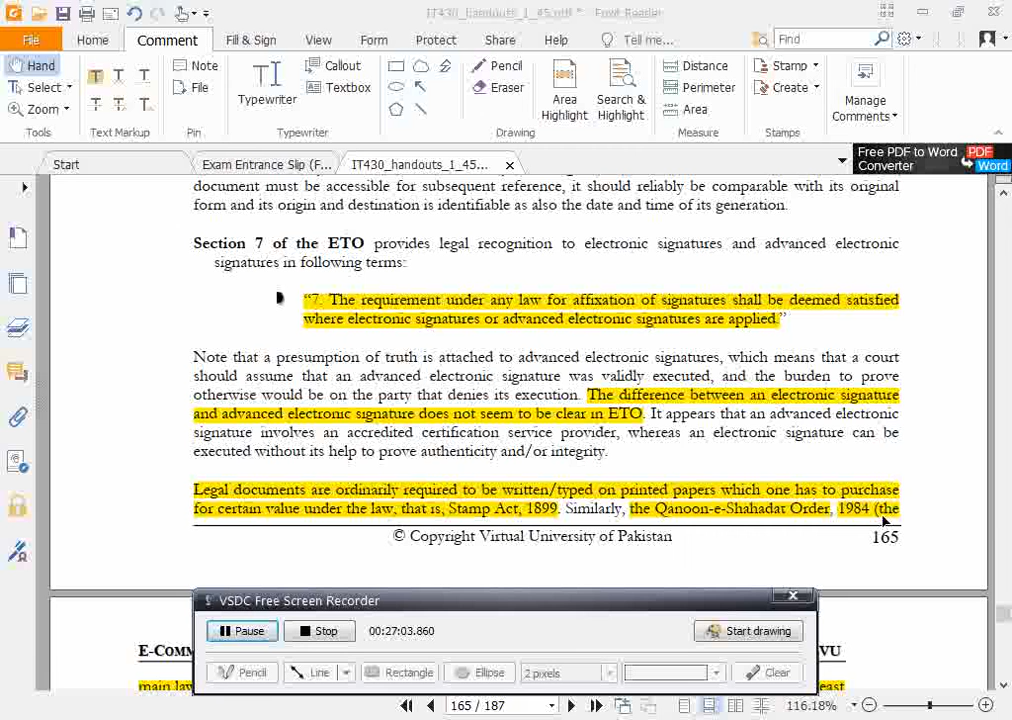 IT430_handouts_1_45.pdf * - Foxit Reader
File
Home
Comment
Fill & Sign
View
Form
Protect
Share
Help
Tell me...
Find
Hand
Select
Zoom
Tools
T T T
T T T
Text Markup
Note
File
Pin
Typewriter
Callout
Textbox
Typewriter
Pencil
Eraser
Area
Highlight
Search &
Highlight
Drawing
Distance
Perimeter
Area
Measure
Stamp
Create
Stamps
Manage
Comments
Start
Exam Entrance Slip (F...
IT430_handouts_1_45....
Free PDF to Word
Converter
PDF
Word
document must be accessible for subsequent reference, it should reliably be comparable with its original
form and its origin and destination is identifiable as also the date and time of its generation.
Section 7 of the ETO provides legal recognition to electronic signatures and advanced electronic
signatures in following terms:
“7. The requirement under any law for affixation of signatures shall be deemed satisfied
where electronic signatures or advanced electronic signatures are applied.”
Note that a presumption of truth is attached to advanced electronic signatures, which means that a court
should assume that an advanced electronic signature was validly executed, and the burden to prove
otherwise would be on the party that denies its execution. The difference between an electronic signature
and advanced electronic signature does not seem to be clear in ETO. It appears that an advanced electronic
signature involves an accredited certification service provider, whereas an electronic signature can be
executed without its help to prove authenticity and/or integrity.
Legal documents are ordinarily required to be written/typed on printed papers which one has to purchase
for certain value under the law, that is, Stamp Act, 1899. Similarly, the Qanoon-e-Shahadat Order, 1984 (the
© Copyright Virtual University of Pakistan
165
VSDC Free Screen Recorder
Pause
Stop
00:27:03.860
Start drawing
Pencil
Line
Rectangle
Ellipse
2 pixels
Clear
E-COMM
VU
main law
east
165 / 187
116.18%